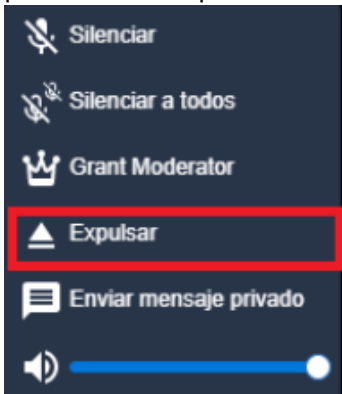 Silenciar
Silenciar a todos
Grant Moderator
Expulsar
Enviar mensaje privado